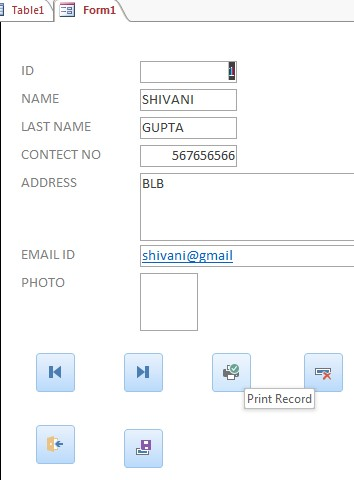 Table1 Form1
ID 1
NAME SHIVANI
LAST NAME GUPTA
CONTECT NO 567656566
ADDRESS BLB
EMAIL ID shivani@gmail
PHOTO
Print Record